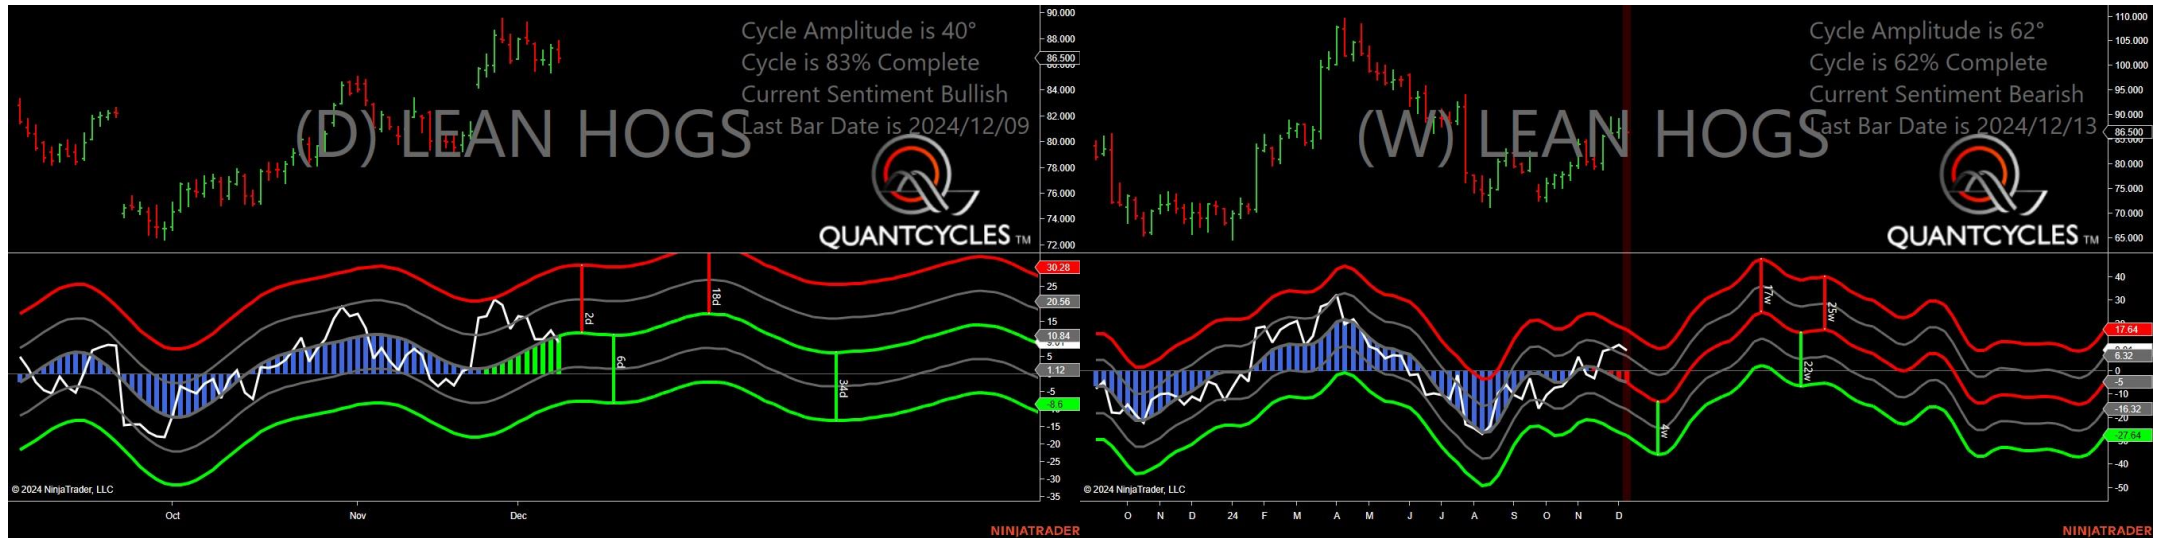 Cycle Amplitude is 40°
Cycle is 83% Complete
Current Sentiment Bullish
Last Bar Date is 2024/12/09
(D) LEAN HOGS
QUANTCYCLES TM
90.000
88.000
86.500
84.000
82.000
80.000
78.000
76.000
74.000
72.000
30.28
25
20.56
15
10.84
5
1.12
-5
-8.6
-15
-20
-25
-30
-35
2d
6d
18d
34d
© 2024 NinjaTrader, LLC
Oct
Nov
Dec
NINJATRADER
Cycle Amplitude is 62°
Cycle is 62% Complete
Current Sentiment Bearish
Last Bar Date is 2024/12/13
(W) LEAN HOGS
QUANTCYCLES TM
110.000
105.000
100.000
95.000
90.000
86.500
80.000
75.000
70.000
65.000
40
30
17.64
6.32
0
-5
-10
-16.32
-27.64
-40
-50
4w
17w
22w
25w
© 2024 NinjaTrader, LLC
O
N
D
24
F
M
A
M
J
J
A
S
O
N
D
NINJATRADER